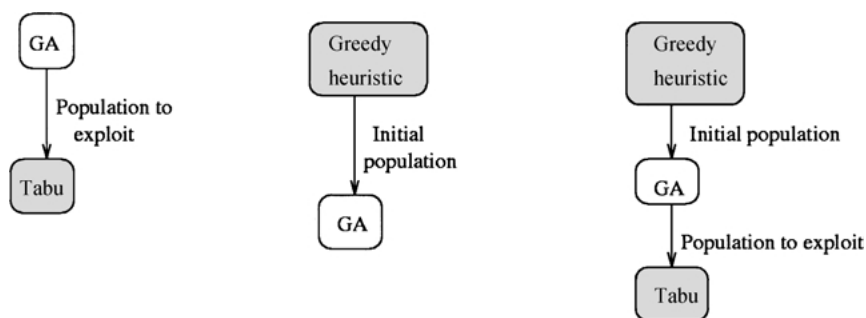 GA
Population to
exploit
Tabu
Greedy
heuristic
Initial
population
GA
Greedy
heuristic
Initial population
GA
Population to exploit
Tabu